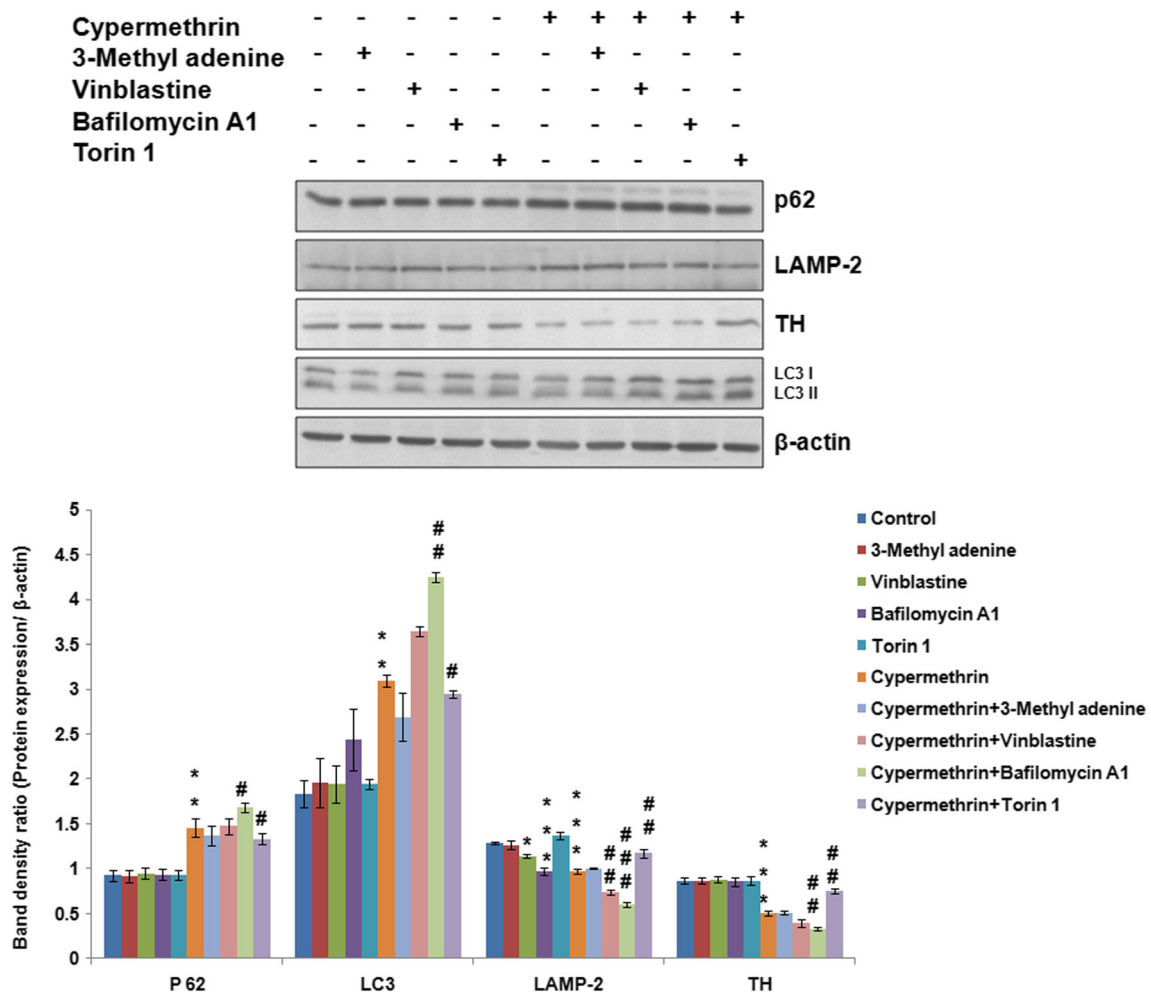 Cypermethrin - - - - - + + + + +
3-Methyl adenine - + - - - - + - - -
Vinblastine - - + - - - - + - -
Bafilomycin A1 - - - + - - - - + -
Torin 1 - - - - + - - - - +
p62
LAMP-2
TH
LC3 I
LC3 II
β-actin
Band density ratio (Protein expression/ β-actin)
5
4.5
4
3.5
3
2.5
2
1.5
1
0.5
0
* *
#
#
* *
# #
#
*
* * *
* * *
# #
# # #
# #
* * *
# #
# #
P 62 LC3 LAMP-2 TH
Control
3-Methyl adenine
Vinblastine
Bafilomycin A1
Torin 1
Cypermethrin
Cypermethrin+3-Methyl adenine
Cypermethrin+Vinblastine
Cypermethrin+Bafilomycin A1
Cypermethrin+Torin 1